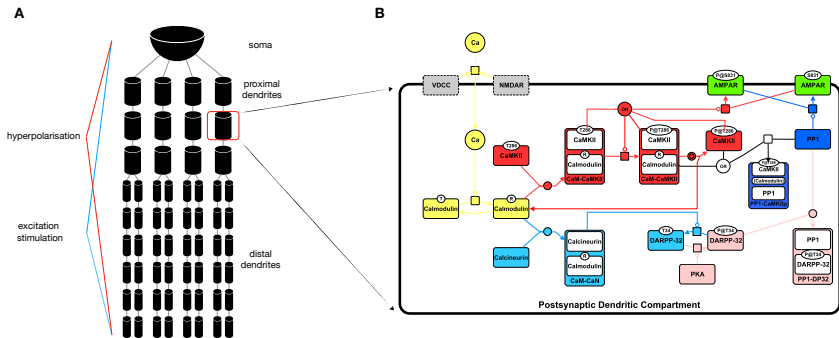 A
soma
proximal
dendrites
hyperpolarisation
excitation
stimulation
distal
dendrites
B
Ca
VDCC
NMDAR
P@S831
AMPAR
S831
AMPAR
Ca
T286
CaMKII
T286
CaMKII
R
Calmodulin
CaM-CaMKII
OR
P@T286
CaMKII
R
Calmodulin
CaM-CaMKII
P@T286
CaMKII
OR
PP1
P@T286
CaMKII
(Calmodulin)
PP1
PP1-CaMKIIp
T
Calmodulin
R
Calmodulin
Calcineurin
Calcineurin
R
Calmodulin
CaM-CaN
T34
DARPP-32
P@T34
DARPP-32
PKA
PP1
P@T34
DARPP-32
PP1-DP32
Postsynaptic Dendritic Compartment